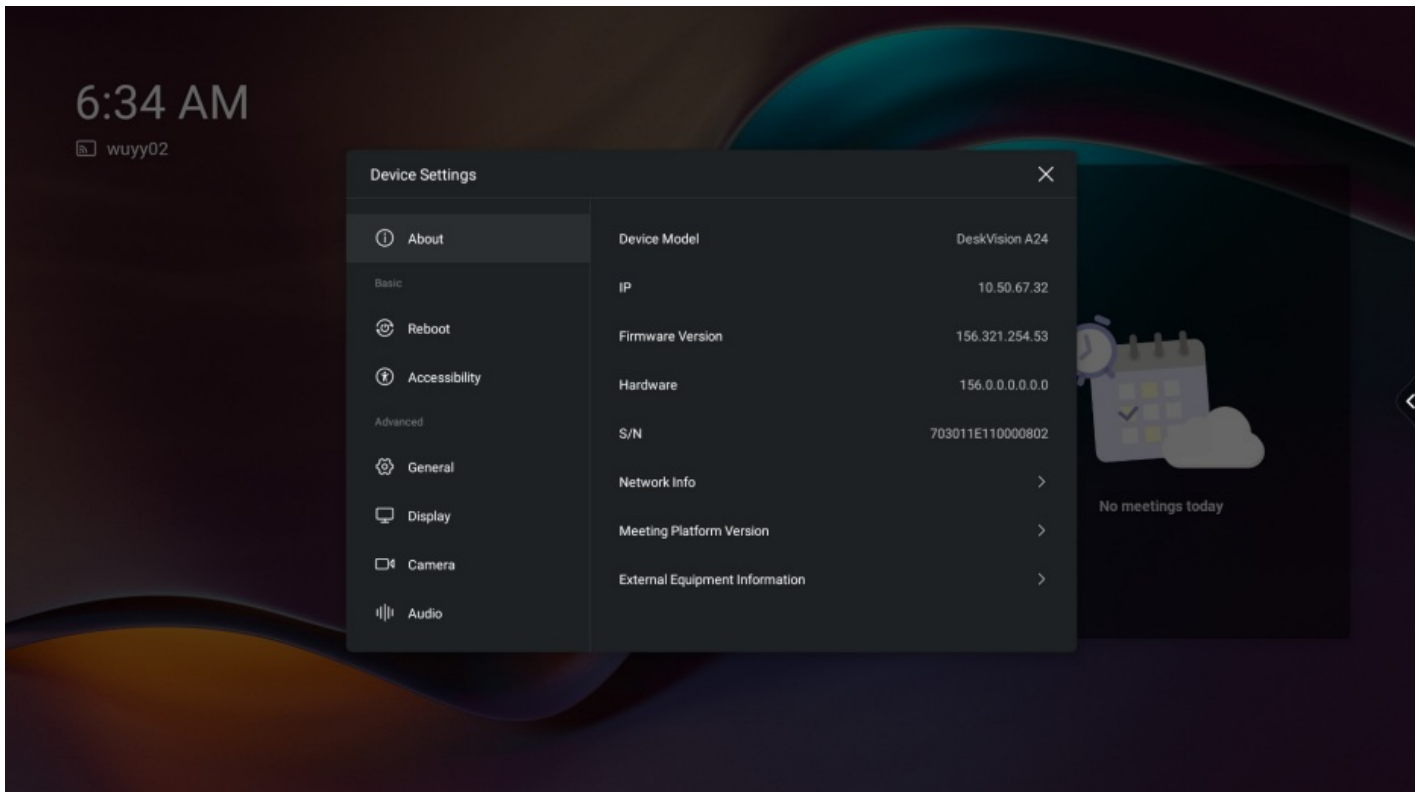 6:34 AM
wuyy02
Device Settings
About
Basic
Reboot
Accessibility
Advanced
General
Display
Camera
Audio
Device Model DeskVision A24
IP 10.50.67.32
Firmware Version 156.321.254.53
Hardware 156.0.0.0.0.0.0
S/N 703011E110000802
Network Info
Meeting Platform Version
External Equipment Information
No meetings today